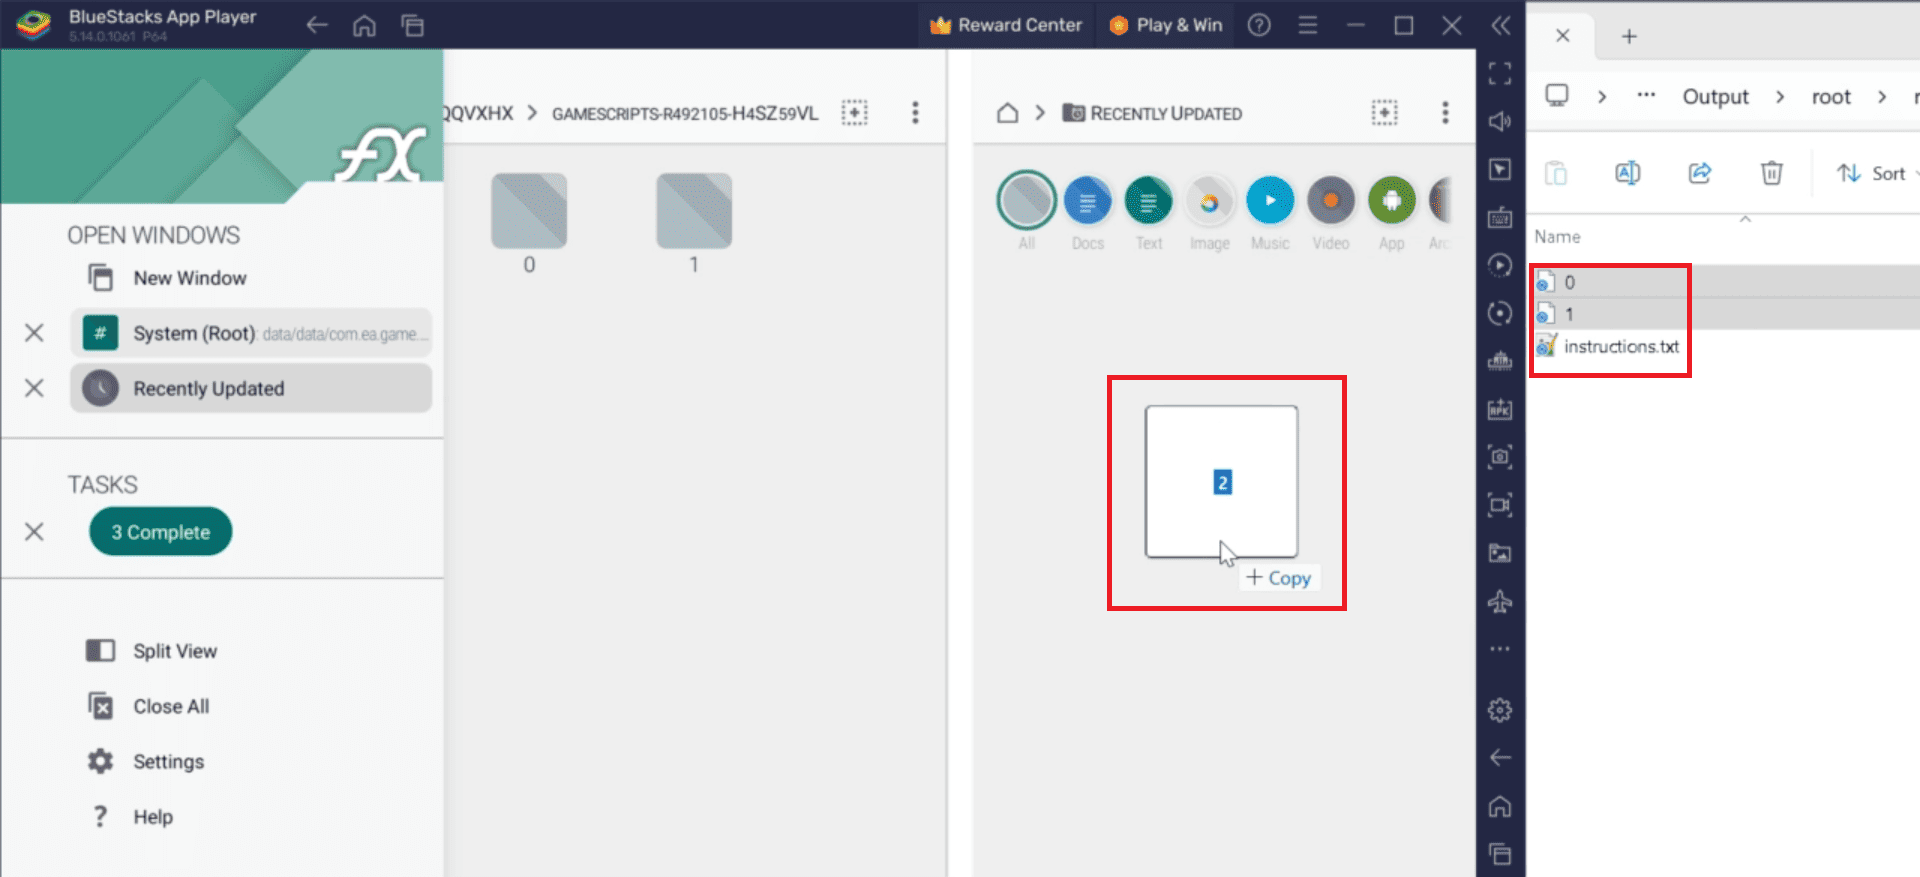 BlueStacks App Player
5.14.0.1061 P64
Reward Center
Play & Win
fx
OPEN WINDOWS
New Window
System (Root): data/data/com.ea.game...
Recently Updated
TASKS
3 Complete
Split View
Close All
Settings
? Help
QQVXHX > GAMESCRIPTS-R492105-H4SZ59VL
0
1
> RECENTLY UPDATED
All Docs Text Image Music Video App Arc
2
+ Copy
> ... Output > root >
Sort
Name
0
1
instructions.txt